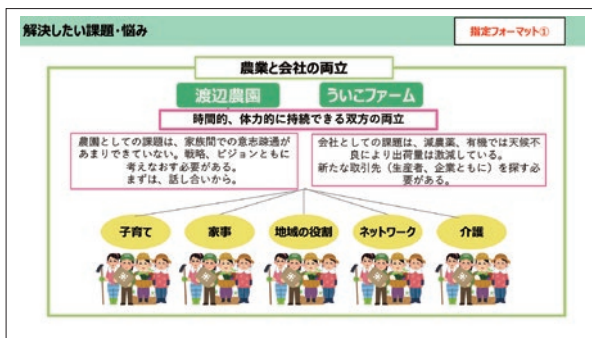 解決したい課題・悩み
指定フォーマット①
農業と会社の両立
渡辺農園
ういこファーム
時間的、体力的に持続できる双方の両立
農園としての課題は、家族間での意志疎通が
あまりできていない。戦略、ビジョンともに
考えなおす必要がある。
まずは、話し合いから。
会社としての課題は、減農薬、有機では天候不
良により出荷量は激減している。
新たな取引先（生産者、企業ともに）を探す必
要がある。
子育て
家事
地域の役割
ネットワーク
介護